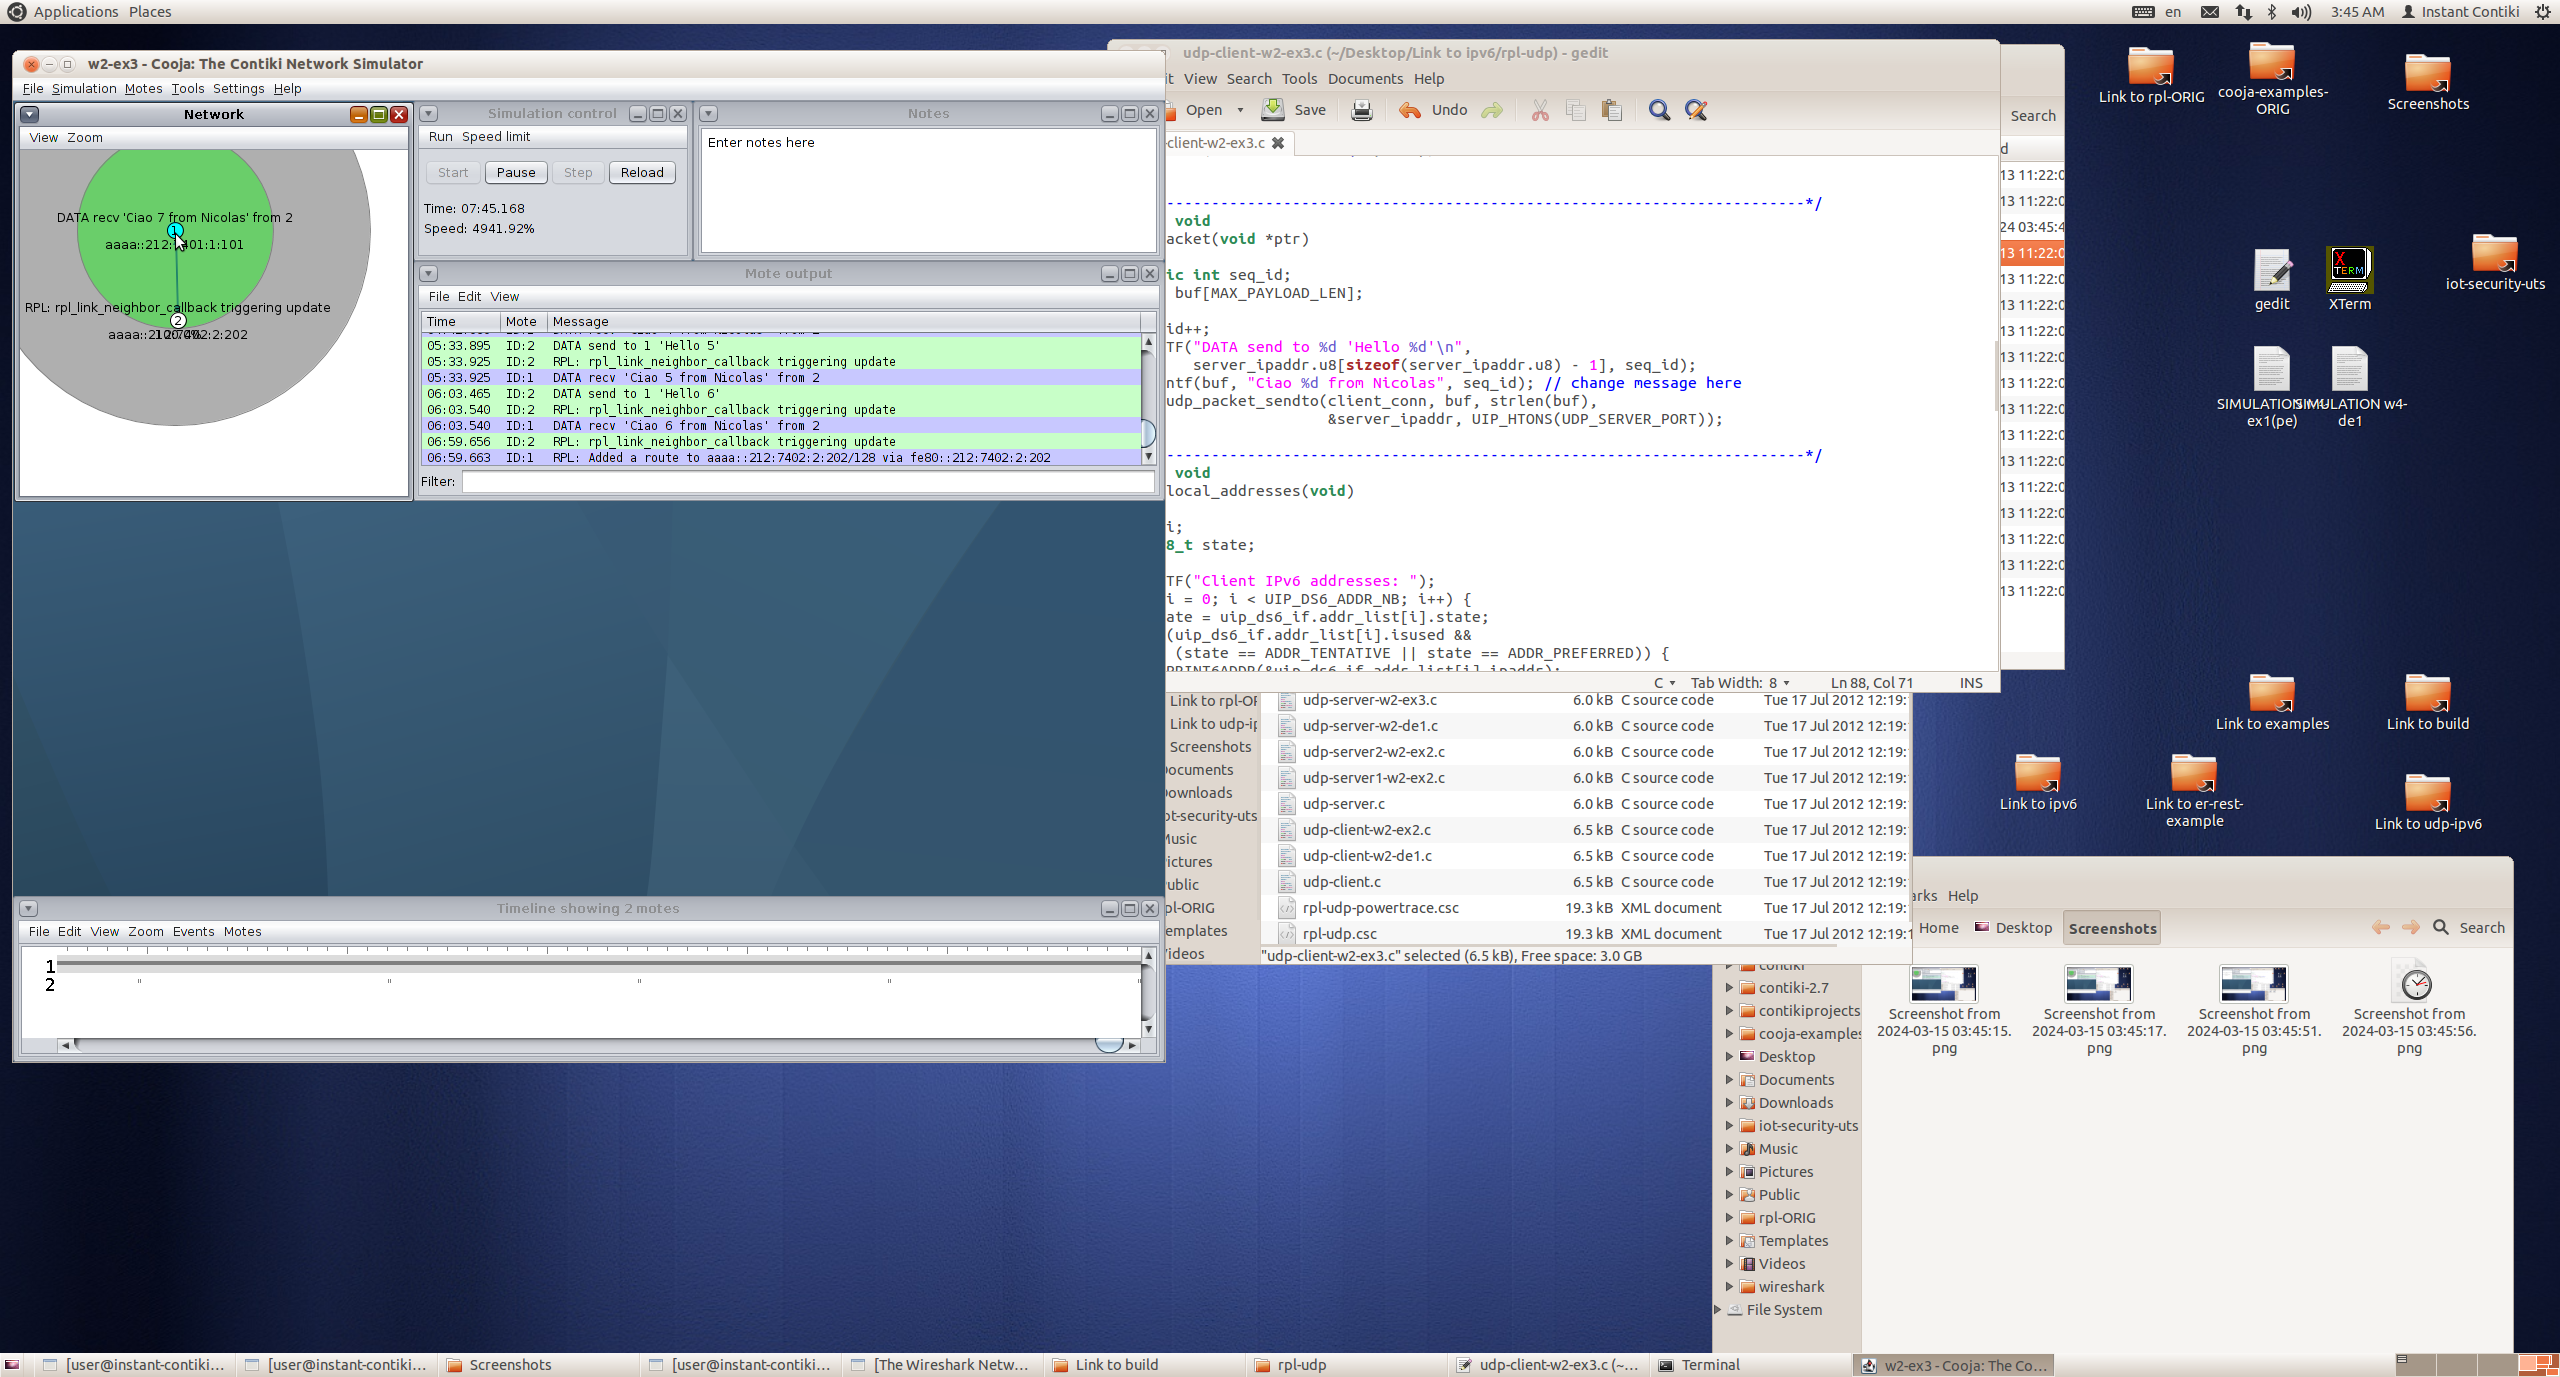 Applications Places
en 3:45 AM Instant Contiki
w2-ex3 - Cooja: The Contiki Network Simulator
File Simulation Motes Tools Settings Help
Network
View Zoom
DATA recv 'Ciao 7 from Nicolas' from 2
1
RPL: rpl_link_neighbor_callback triggering update
2
Simulation control
Run Speed limit
Start Pause Step Reload
Time: 07:45.168
Speed: 4941.92%
Notes
Enter notes here
Mote output
File Edit View
Time Mote Message
05:33.895 ID:2 DATA send to 1 'Hello 5'
05:33.925 ID:2 RPL: rpl_link_neighbor_callback triggering update
05:33.925 ID:1 DATA recv 'Ciao 5 from Nicolas' from 2
06:03.465 ID:2 DATA send to 1 'Hello 6'
06:03.540 ID:2 RPL: rpl_link_neighbor_callback triggering update
06:03.540 ID:1 DATA recv 'Ciao 6 from Nicolas' from 2
06:59.656 ID:2 RPL: rpl_link_neighbor_callback triggering update
06:59.663 ID:1 RPL: Added a route to aaaa::212:7402:2:202/128 via fe80::212:7402:2:202
Filter:
Timeline showing 2 motes
File Edit View Zoom Events Motes
1
2
udp-client-w2-ex3.c (~/Desktop/Link to ipv6/rpl-udp) - gedit
it View Search Tools Documents Help
Open Save Undo
-client-w2-ex3.c
----------------------------------------------------------------------*/
void
acket(void *ptr)
ic int seq_id;
buf[MAX_PAYLOAD_LEN];
id++;
TF("DATA send to %d 'Hello %d'\n",
server_ipaddr.u8[sizeof(server_ipaddr.u8) - 1], seq_id);
ntf(buf, "Ciao %d from Nicolas", seq_id); // change message here
udp_packet_sendto(client_conn, buf, strlen(buf),
&server_ipaddr, UIP_HTONS(UDP_SERVER_PORT));
----------------------------------------------------------------------*/
void
local_addresses(void)
i;
8_t state;
TF("Client IPv6 addresses: ");
i = 0; i < UIP_DS6_ADDR_NB; i++) {
ate = uip_ds6_if.addr_list[i].state;
(uip_ds6_if.addr_list[i].isused &&
(state == ADDR_TENTATIVE || state == ADDR_PREFERRED)) {
PRINT6ADDR(&uip_ds6_if.addr_list[i].ipaddr);
C Tab Width: 8 Ln 88, Col 71 INS
Search
d
13 11:22:0
13 11:22:0
24 03:45:4
13 11:22:0
13 11:22:0
13 11:22:0
13 11:22:0
13 11:22:0
13 11:22:0
13 11:22:0
13 11:22:0
13 11:22:0
13 11:22:0
13 11:22:0
13 11:22:0
13 11:22:0
13 11:22:0
Link to rpl-OF
Link to udp-ip
Screenshots
ocuments
ownloads
ot-security-uts
usic
ictures
ublic
pl-ORIG
emplates
ideos
udp-server-w2-ex3.c 6.0 kB C source code Tue 17 Jul 2012 12:19:
udp-server-w2-de1.c 6.0 kB C source code Tue 17 Jul 2012 12:19:
udp-server2-w2-ex2.c 6.0 kB C source code Tue 17 Jul 2012 12:19:
udp-server1-w2-ex2.c 6.0 kB C source code Tue 17 Jul 2012 12:19:
udp-server.c 6.0 kB C source code Tue 17 Jul 2012 12:19:
udp-client-w2-ex2.c 6.5 kB C source code Tue 17 Jul 2012 12:19:
udp-client-w2-de1.c 6.5 kB C source code Tue 17 Jul 2012 12:19:
udp-client.c 6.5 kB C source code Tue 17 Jul 2012 12:19:
rpl-udp-powertrace.csc 19.3 kB XML document Tue 17 Jul 2012 12:19:
rpl-udp.csc 19.3 kB XML document Tue 17 Jul 2012 12:19:1
"udp-client-w2-ex3.c" selected (6.5 kB), Free space: 3.0 GB
Link to rpl-ORIG
cooja-examples-
ORIG
Screenshots
gedit
XTERM
XTerm
iot-security-uts
SIMULATION
ex1(pe)
SIMULATION w4-
de1
Link to examples
Link to build
Link to ipv6
Link to er-rest-
example
Link to udp-ipv6
arks Help
Home Desktop Screenshots Search
contiki
contiki-2.7
contikiprojects
cooja-examples
Desktop
Documents
Downloads
iot-security-uts
Music
Pictures
Public
rpl-ORIG
Templates
Videos
wireshark
File System
Screenshot from
2024-03-15 03:45:15.
png
Screenshot from
2024-03-15 03:45:17.
png
Screenshot from
2024-03-15 03:45:51.
png
Screenshot from
2024-03-15 03:45:56.
png
[user@instant-contiki... [user@instant-contiki... Screenshots [user@instant-contiki... [The Wireshark Netw... Link to build rpl-udp udp-client-w2-ex3.c (~... Terminal w2-ex3 - Cooja: The Co...